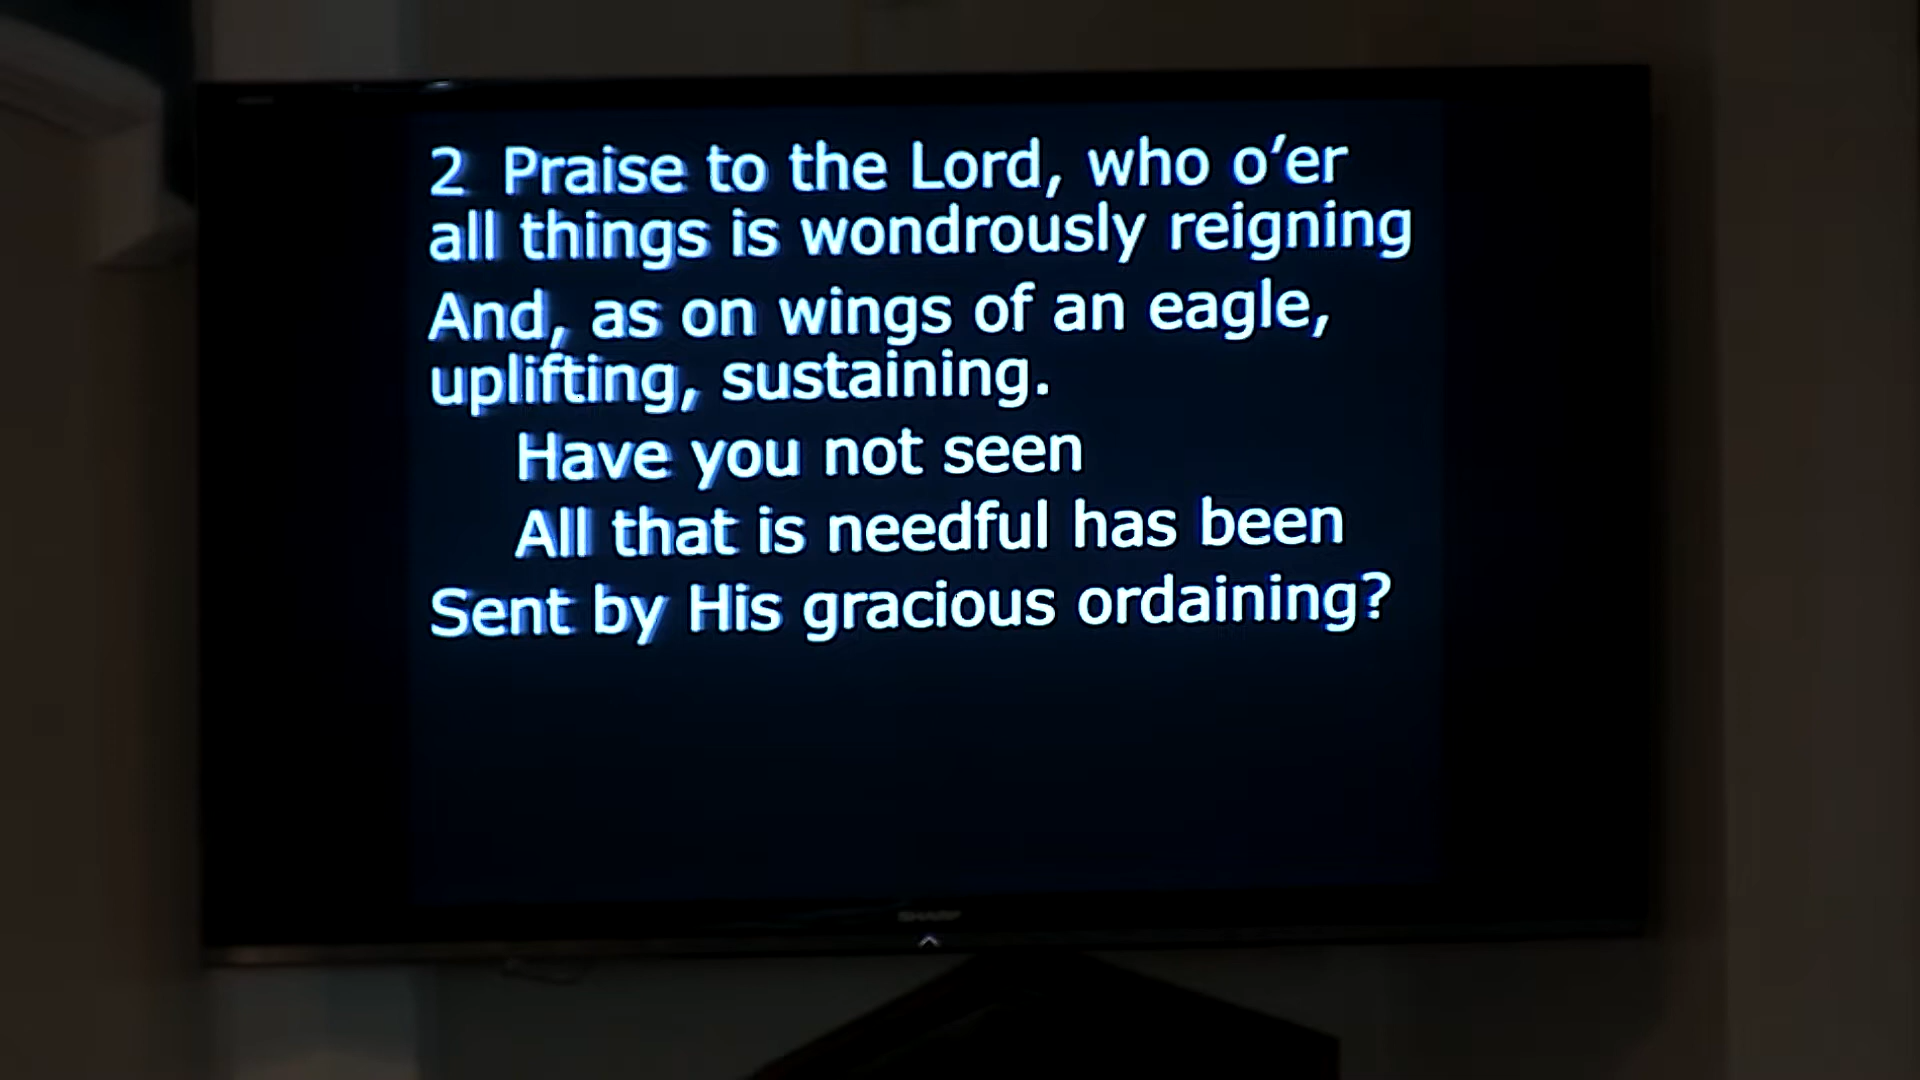 2 Praise to the Lord, who o’er
all things is wondrously reigning
And, as on wings of an eagle,
uplifting, sustaining.
Have you not seen
All that is needful has been
Sent by His gracious ordaining?
SHARP